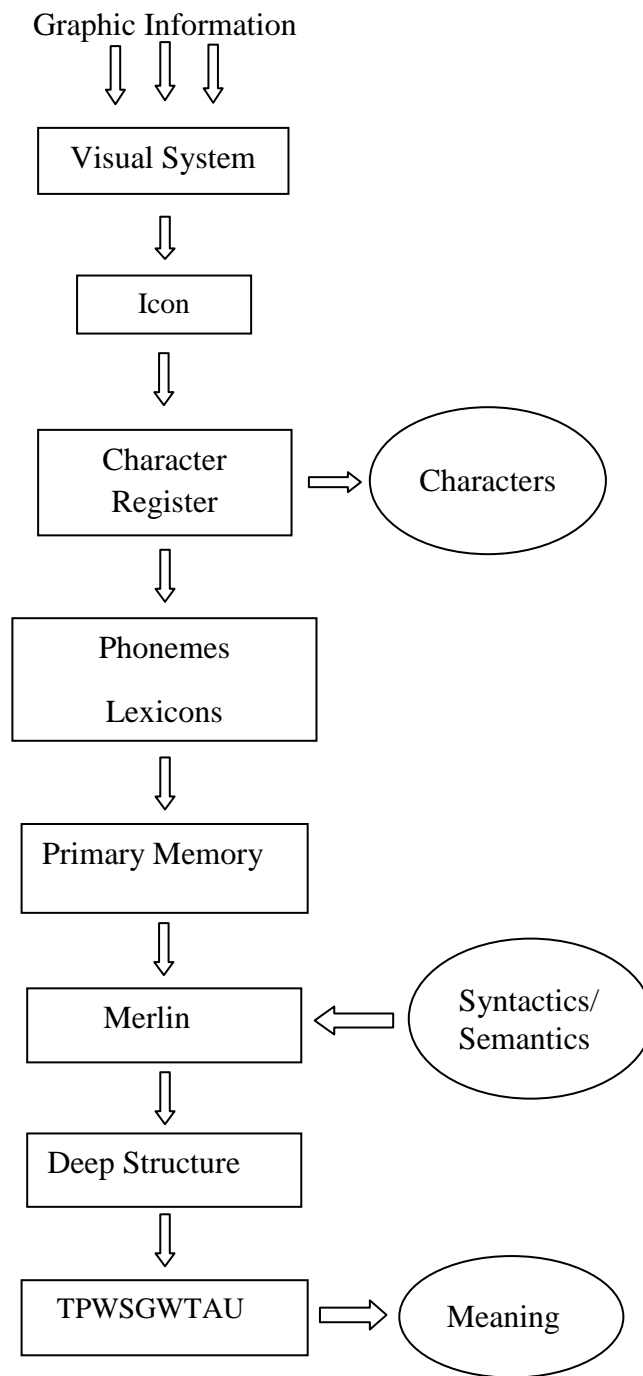 Graphic Information
Visual System
Icon
Character
Register
Characters
Phonemes
Lexicons
Primary Memory
Merlin
Syntactics/
Semantics
Deep Structure
TPWSGWTAU
Meaning